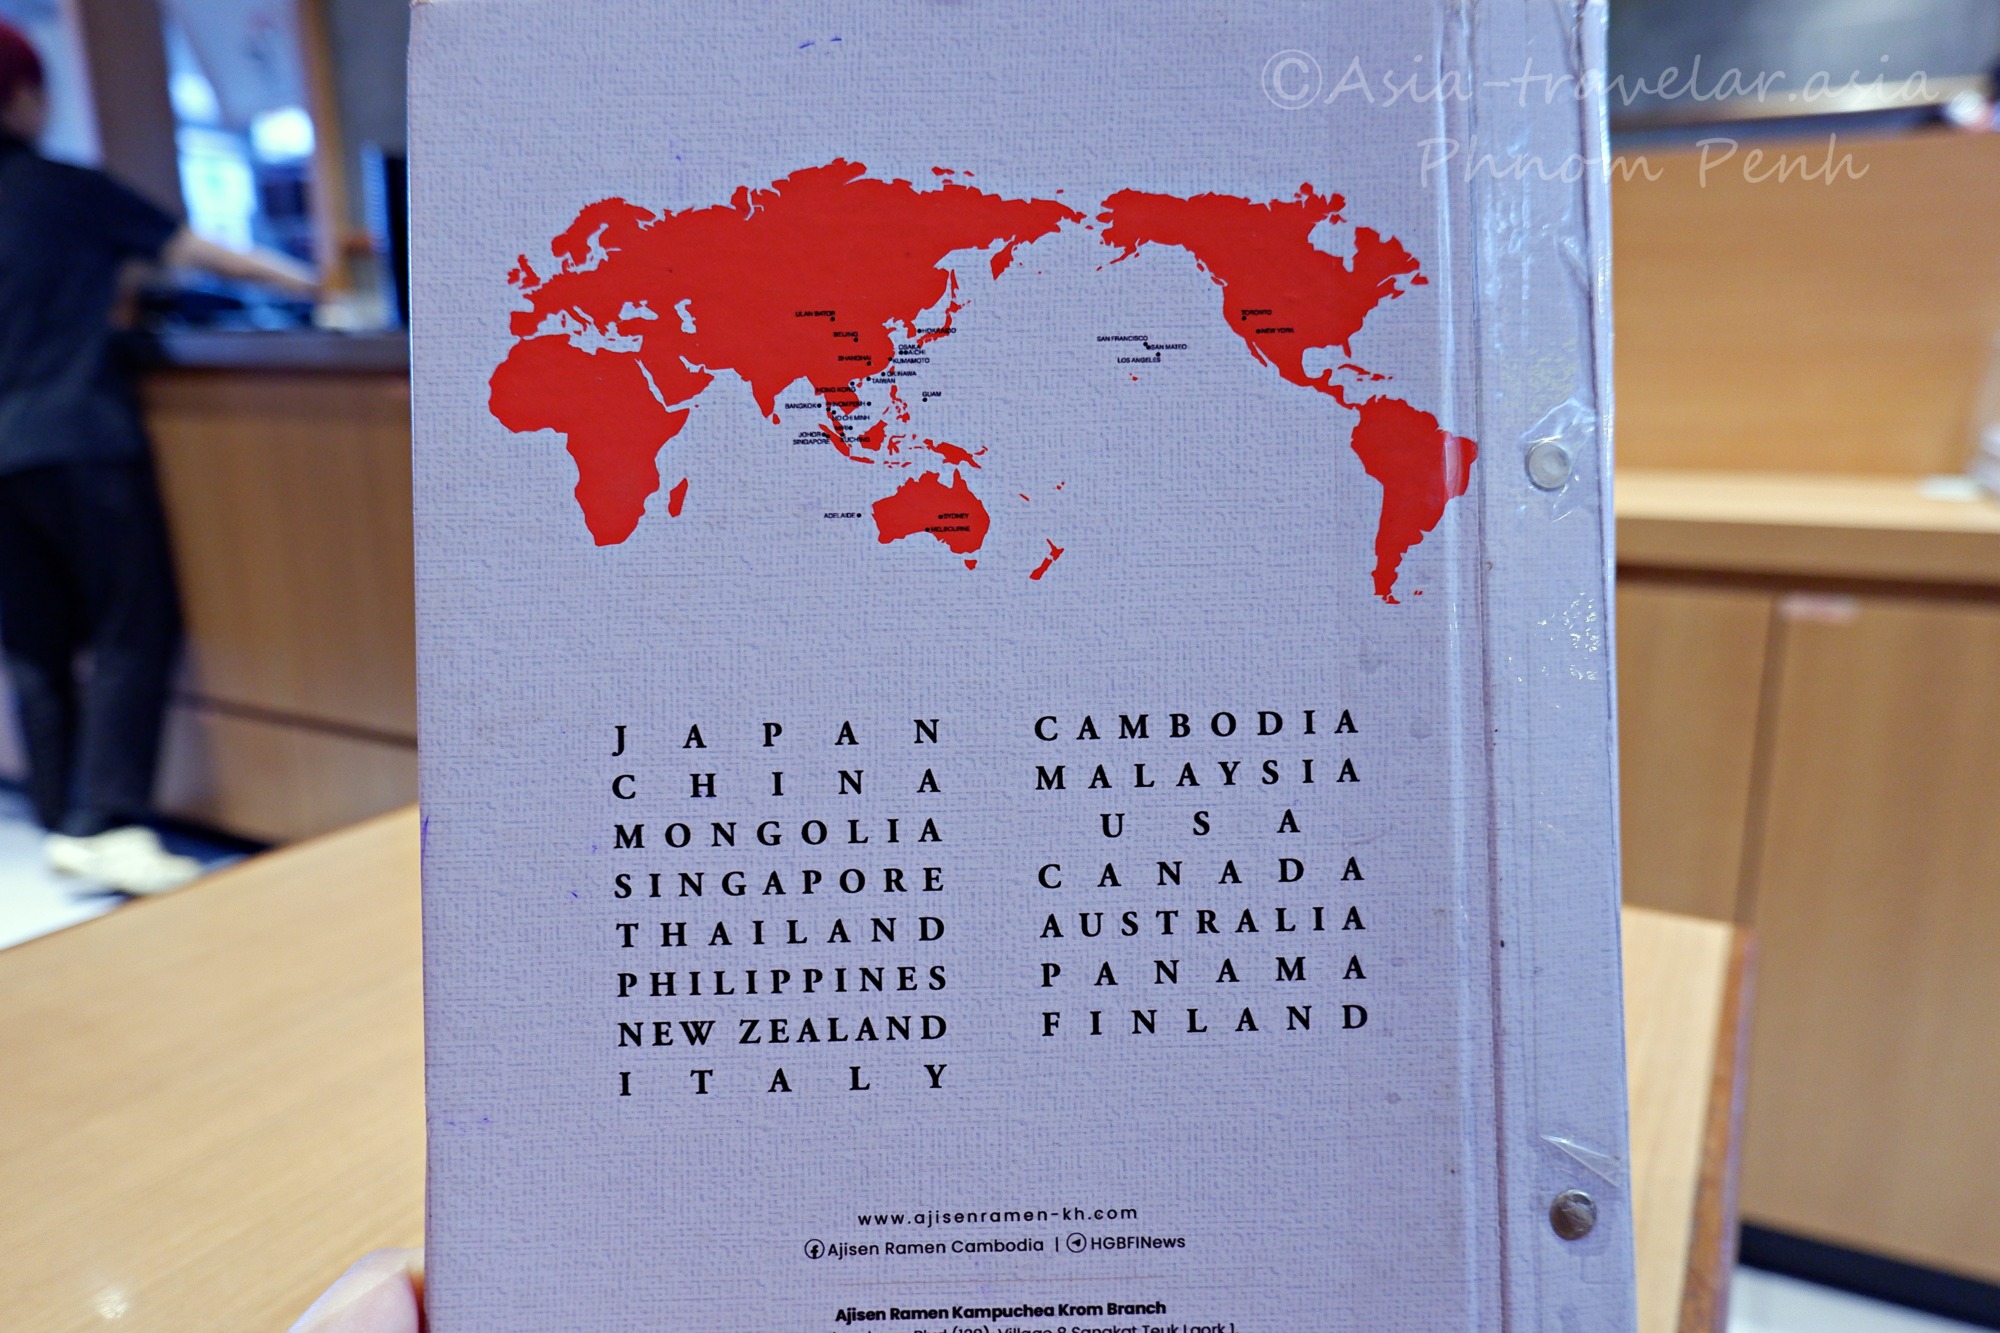 ©Asia-travelar.asia
Phnom Penh
ULAN BATOR
BEIJING
HOKKAIDO
OSAKA
AICHI
SHANGHAI
KUMAMOTO
OKINAWA
TAIWAN
HONG KONG
BANGKOK
HO CHI MINH
JOHOR
SINGAPORE
KUCHING
GUAM
SAN FRANCISCO
SAN MATEO
LOS ANGELES
TORONTO
NEW YORK
ADELAIDE
SYDNEY
MELBOURNE
JAPAN
CHINA
MONGOLIA
SINGAPORE
THAILAND
PHILIPPINES
NEW ZEALAND
ITALY
CAMBODIA
MALAYSIA
USA
CANADA
AUSTRALIA
PANAMA
FINLAND
www.ajisenramen-kh.com
Ajisen Ramen Cambodia | HGBFINews
Ajisen Ramen Kampuchea Krom Branch